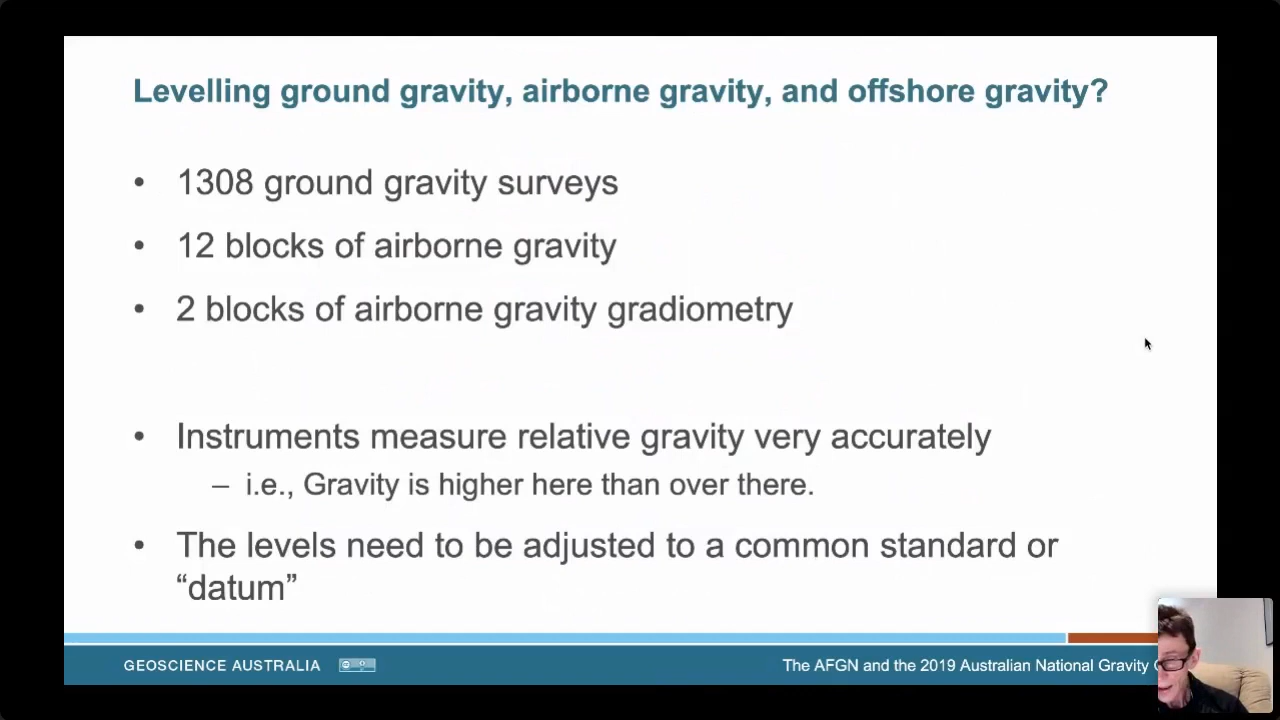 Levelling ground gravity, airborne gravity, and offshore gravity?
• 1308 ground gravity surveys
• 12 blocks of airborne gravity
• 2 blocks of airborne gravity gradiometry
• Instruments measure relative gravity very accurately
– i.e., Gravity is higher here than over there.
• The levels need to be adjusted to a common standard or
“datum”
GEOSCIENCE AUSTRALIA
The AFGN and the 2019 Australian National Gravity